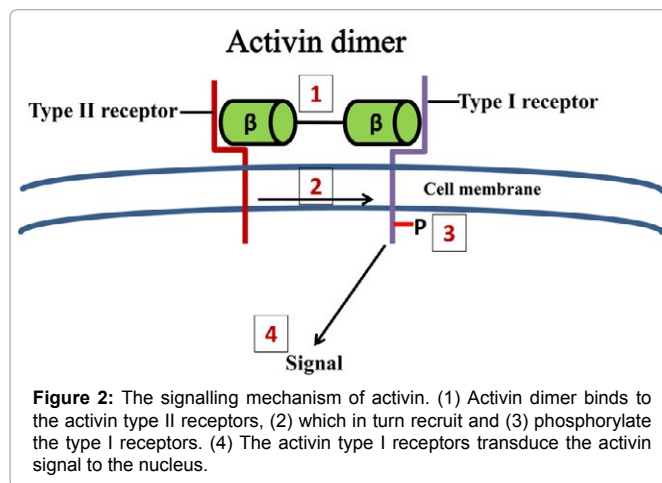 Activin dimer
1
Type II receptor
Type I receptor
β
β
2
Cell membrane
P
3
4
Signal
Figure 2: The signalling mechanism of activin. (1) Activin dimer binds to
the activin type II receptors, (2) which in turn recruit and (3) phosphorylate
the type I receptors. (4) The activin type I receptors transduce the activin
signal to the nucleus.